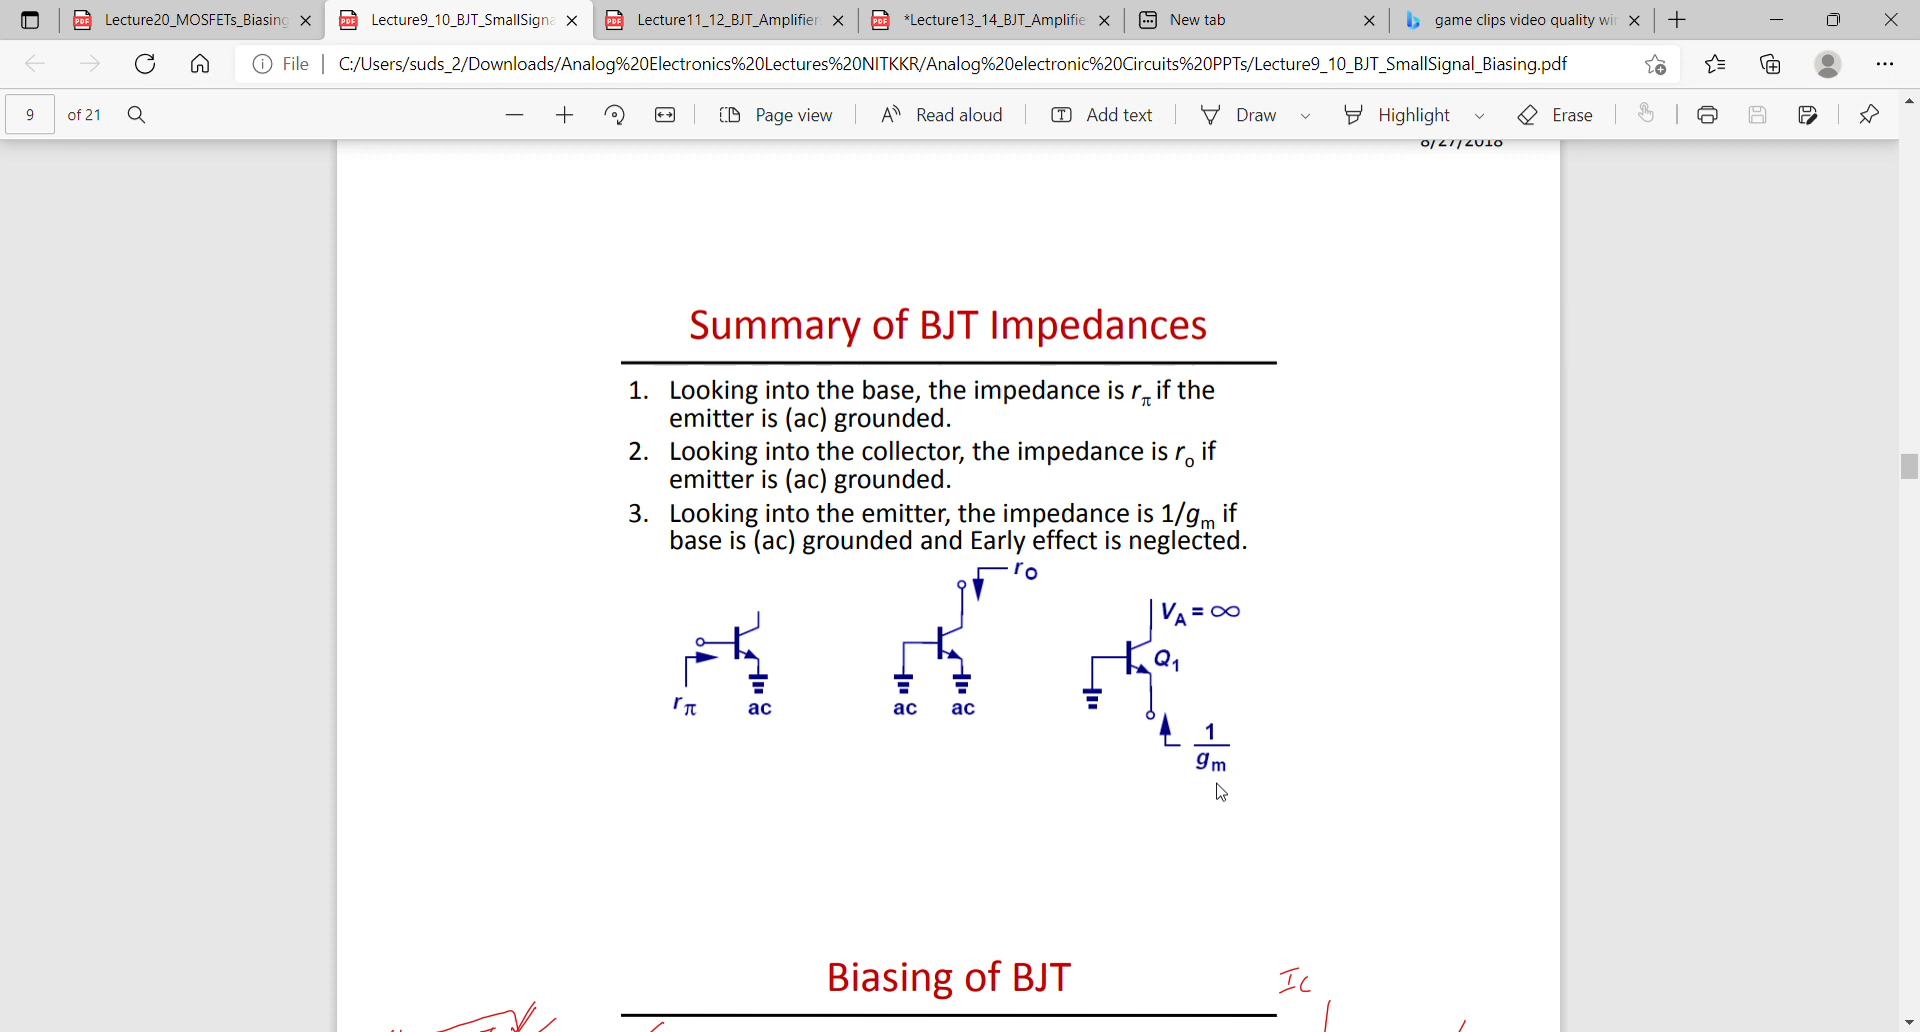 Lecture20_MOSFETs_Biasing
Lecture9_10_BJT_SmallSigna
Lecture11_12_BJT_Amplifier
*Lecture13_14_BJT_Amplifie
New tab
game clips video quality win
File
C:/Users/suds_2/Downloads/Analog%20Electronics%20Lectures%20NITKKR/Analog%20electronic%20Circuits%20PPTs/Lecture9_10_BJT_SmallSignal_Biasing.pdf
9 of 21
Page view
Read aloud
Add text
Draw
Highlight
Erase
8/27/2018
Summary of BJT Impedances
1. Looking into the base, the impedance is rπ if the
emitter is (ac) grounded.
2. Looking into the collector, the impedance is ro if
emitter is (ac) grounded.
3. Looking into the emitter, the impedance is 1/gm if
base is (ac) grounded and Early effect is neglected.
rπ
ac
rO
ac
ac
VA = ∞
Q1
1
gm
Biasing of BJT
IC